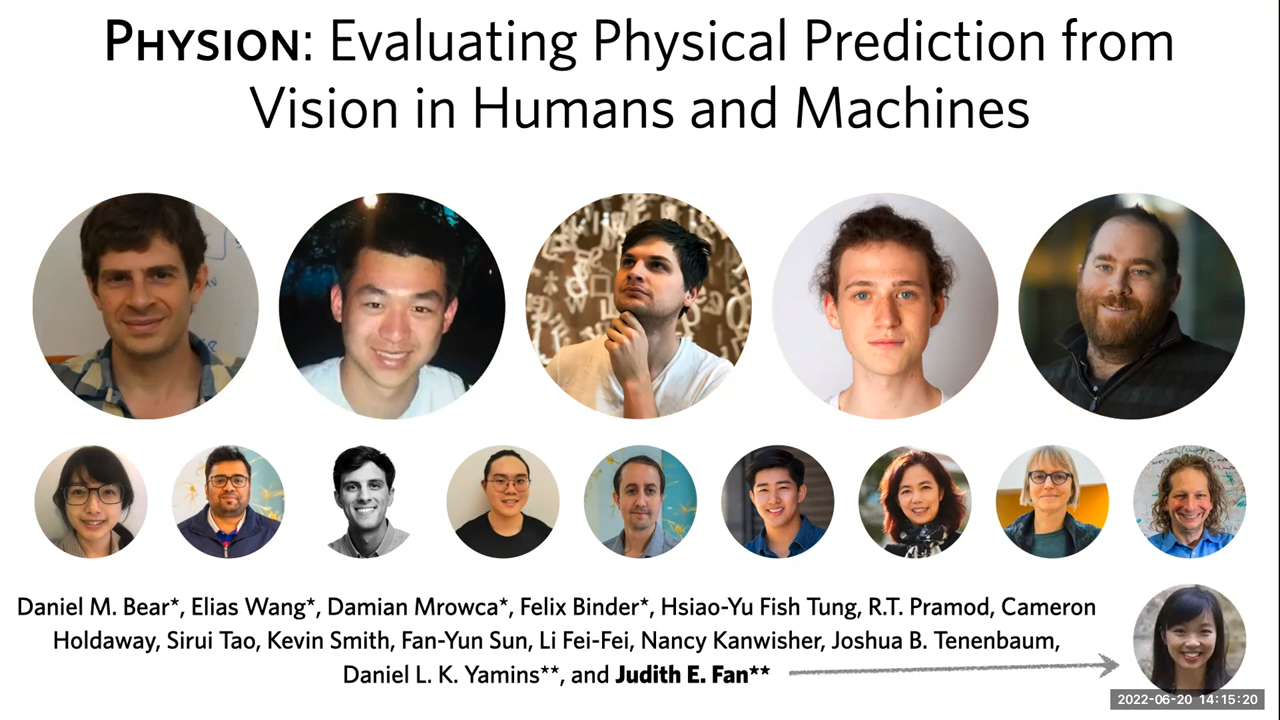 PHYSION: Evaluating Physical Prediction from
Vision in Humans and Machines
Daniel M. Bear*, Elias Wang*, Damian Mrowca*, Felix Binder*, Hsiao-Yu Fish Tung, R.T. Pramod, Cameron
Holdaway, Sirui Tao, Kevin Smith, Fan-Yun Sun, Li Fei-Fei, Nancy Kanwisher, Joshua B. Tenenbaum,
Daniel L. K. Yamins**, and Judith E. Fan**
2022-06-20 14:15:20